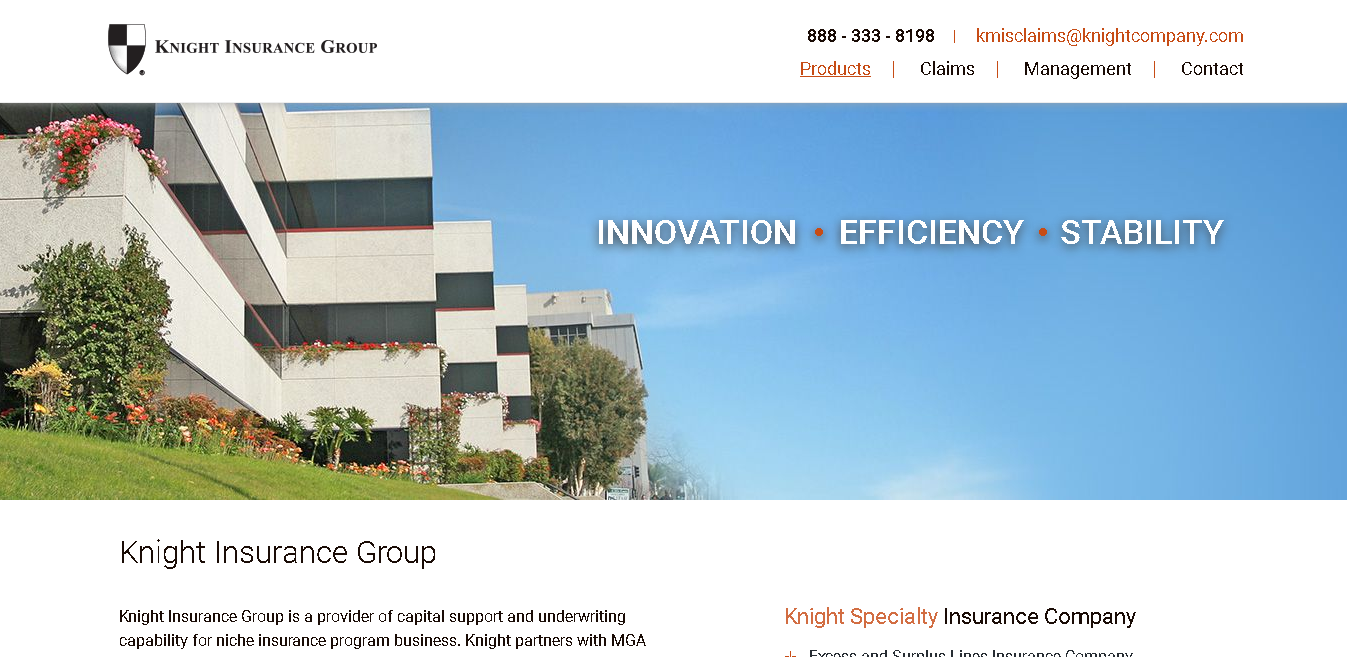 KNIGHT INSURANCE GROUP
888 - 333 - 8198 | kmisclaims@knightcompany.com
Products | Claims | Management | Contact
INNOVATION • EFFICIENCY • STABILITY
Knight Insurance Group
Knight Insurance Group is a provider of capital support and underwriting
capability for niche insurance program business. Knight partners with MGA
Knight Specialty Insurance Company
+ Excess and Surplus Lines Insurance Company